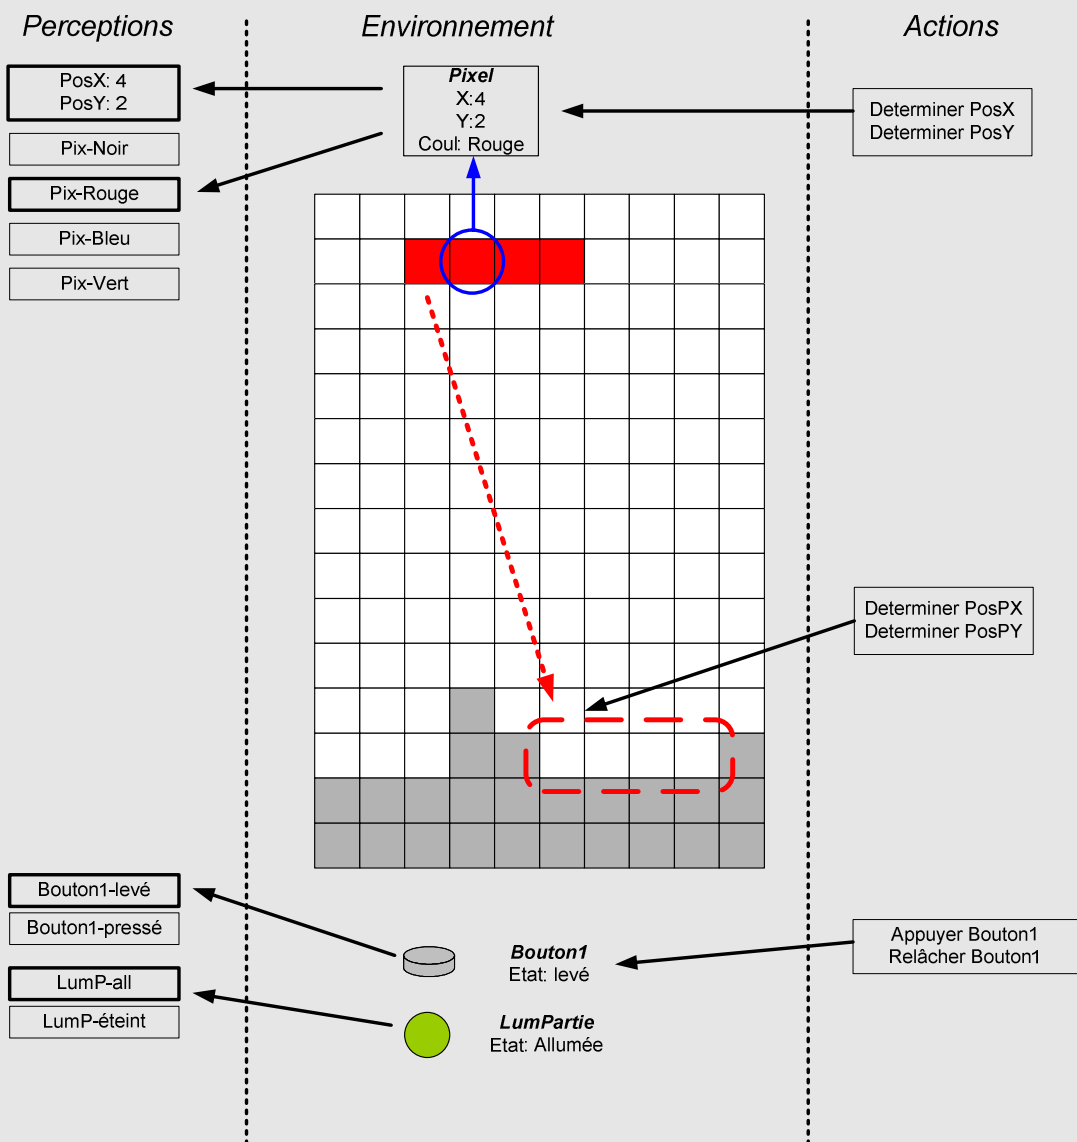 Perceptions
Environnement
Actions
PosX: 4
PosY: 2
Pix-Noir
Pix-Rouge
Pix-Bleu
Pix-Vert
Pixel
X:4
Y:2
Coul: Rouge
Determiner PosX
Determiner PosY
Determiner PosPX
Determiner PosPY
Bouton1-levé
Bouton1-pressé
LumP-all
LumP-éteint
Bouton1
Etat: levé
LumPartie
Etat: Allumée
Appuyer Bouton1
Relâcher Bouton1